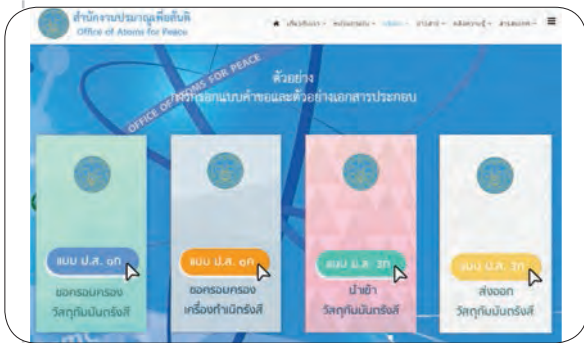 สำนักงานปรมาณูเพื่อสันติ
Office of Atoms for Peace
OFFICE OF ATOMS FOR PEACE
ตัวอย่าง
การกรอกแบบคำขอและตัวอย่างเอกสารประกอบ
แบบ ป.ส. ๑ก
ขอครอบครอง
วัสดุกัมมันตรังสี
แบบ ป.ส. ๑ค
ขอครอบครอง
เครื่องกำเนิดรังสี
แบบ ป.ส.
นำเข้า
วัสดุกัมมันตรังสี
แบบ ป.ส.
ส่งออก
วัสดุกัมมันตรังสี